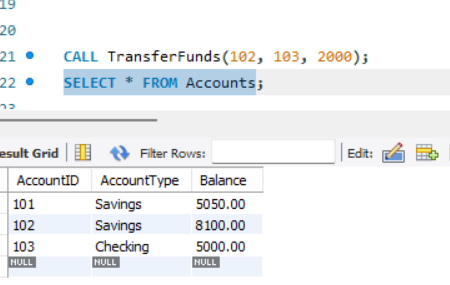 19
20
21 CALL TransferFunds(102, 103, 2000);
22 SELECT * FROM Accounts;
23
esult Grid Filter Rows: Edit:
AccountID AccountType Balance
101 Savings 5050.00
102 Savings 8100.00
103 Checking 5000.00
NULL NULL NULL